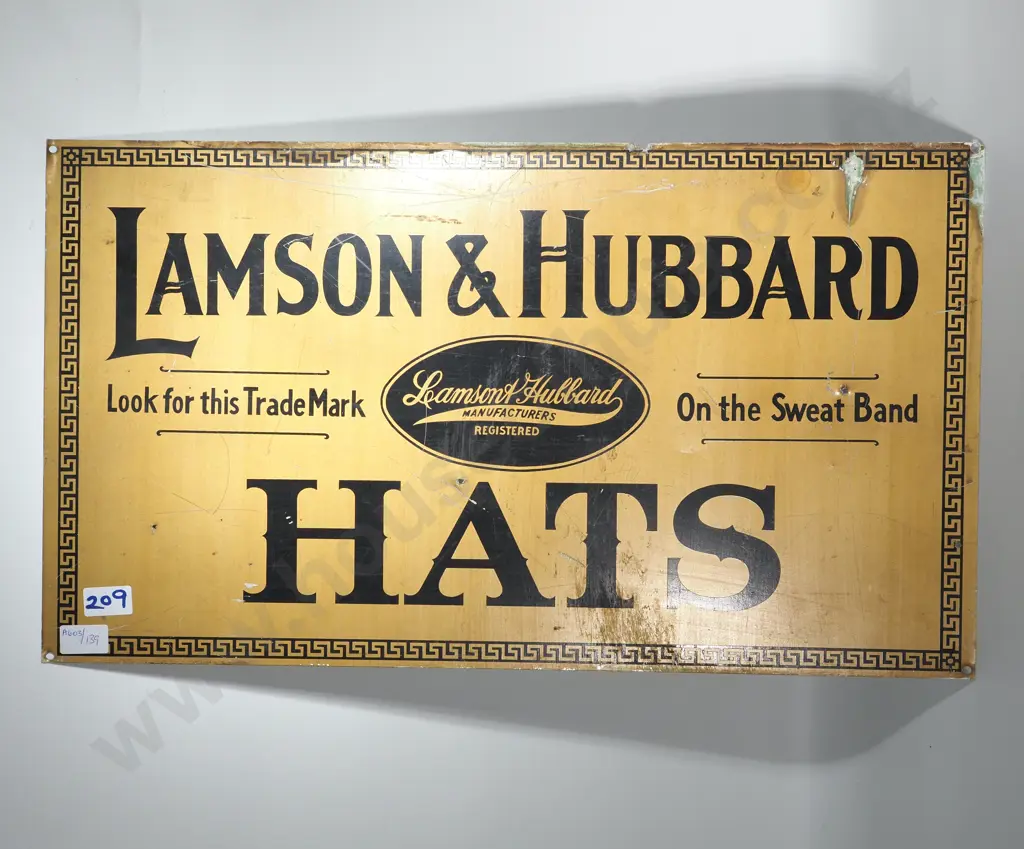 LAMSON & HUBBARD
Look for this Trade Mark
Lamson & Hubbard
MANUFACTURERS
REGISTERED
On the Sweat Band
HATS
209